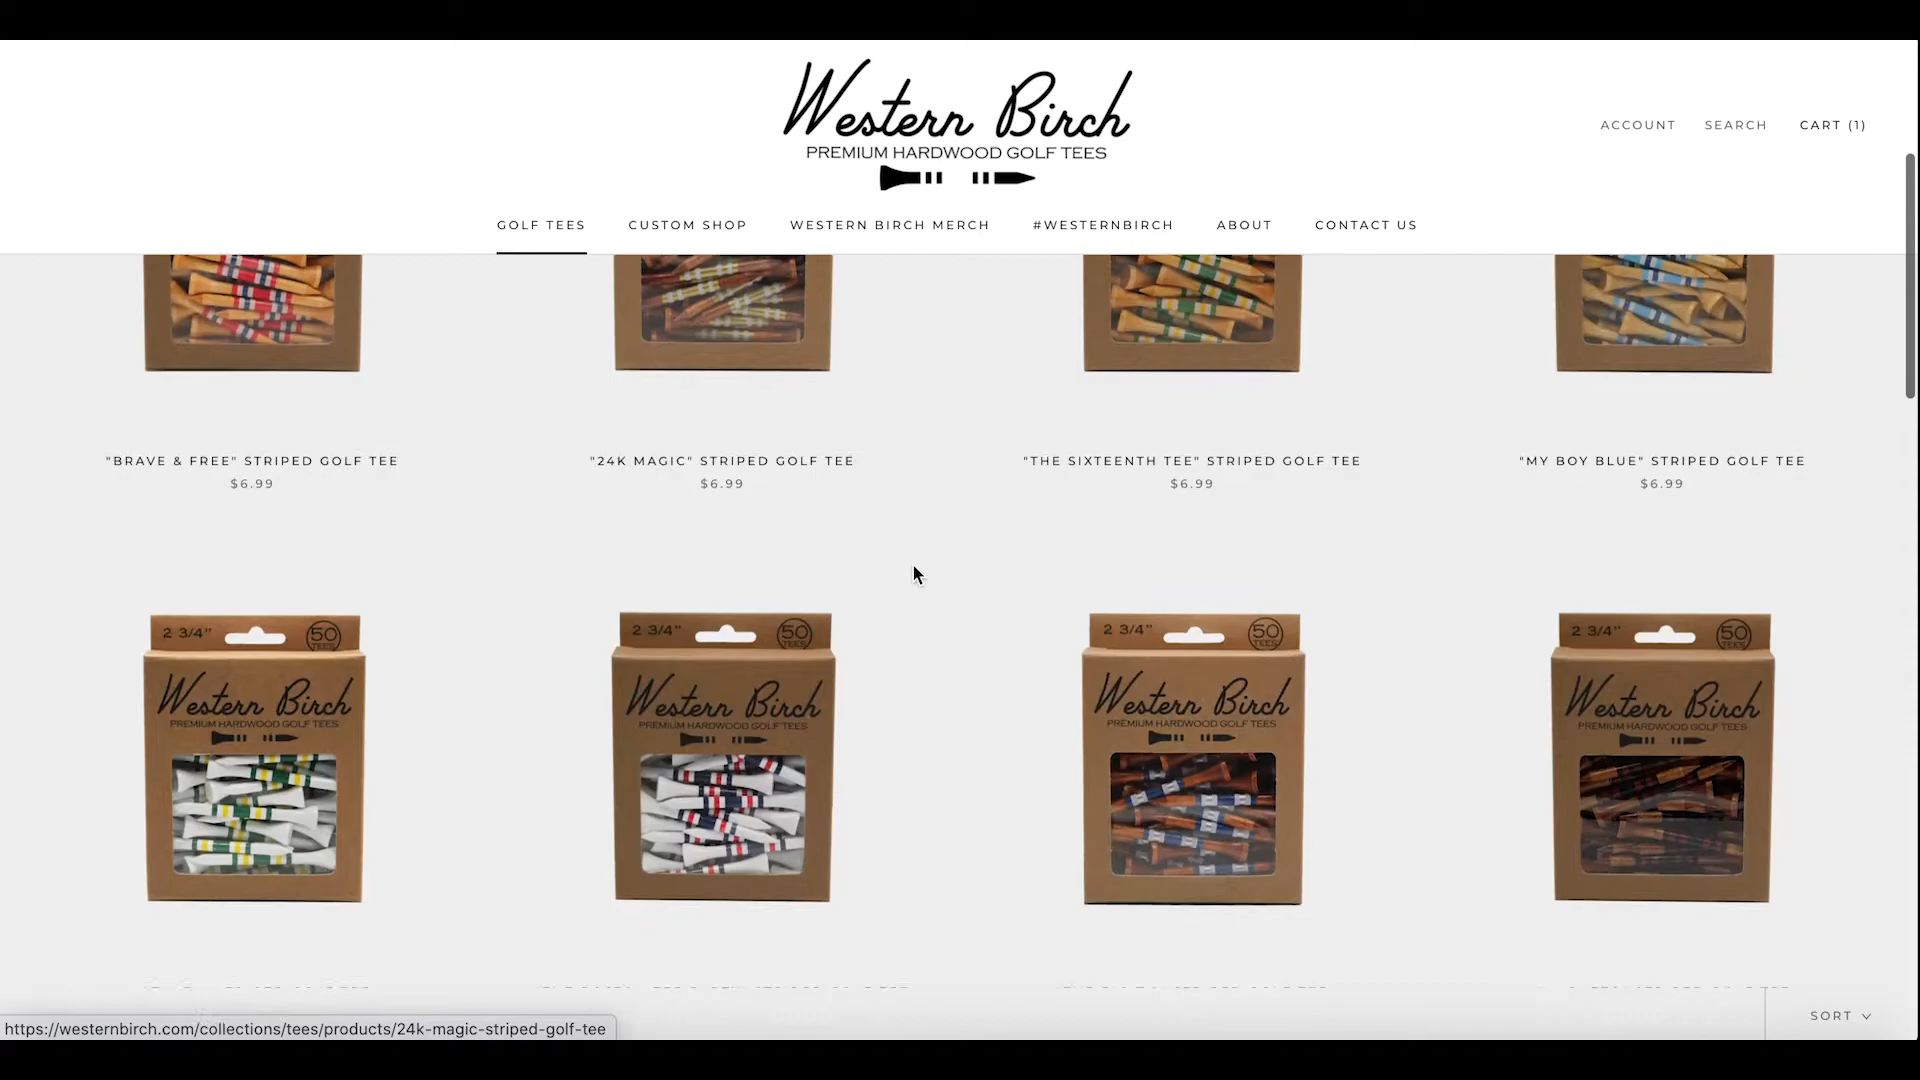 Western Birch
PREMIUM HARDWOOD GOLF TEES
ACCOUNT
SEARCH
CART (1)
GOLF TEES
CUSTOM SHOP
WESTERN BIRCH MERCH
#WESTERNBIRCH
ABOUT
CONTACT US
"BRAVE & FREE" STRIPED GOLF TEE
$6.99
"24K MAGIC" STRIPED GOLF TEE
$6.99
"THE SIXTEENTH TEE" STRIPED GOLF TEE
$6.99
"MY BOY BLUE" STRIPED GOLF TEE
$6.99
2 3/4"
50
TEES
Western Birch
PREMIUM HARDWOOD GOLF TEES
2 3/4"
50
TEES
Western Birch
PREMIUM HARDWOOD GOLF TEES
2 3/4"
50
TEES
Western Birch
PREMIUM HARDWOOD GOLF TEES
2 3/4"
50
TEES
Western Birch
PREMIUM HARDWOOD GOLF TEES
https://westernbirch.com/collections/tees/products/24k-magic-striped-golf-tee
SORT